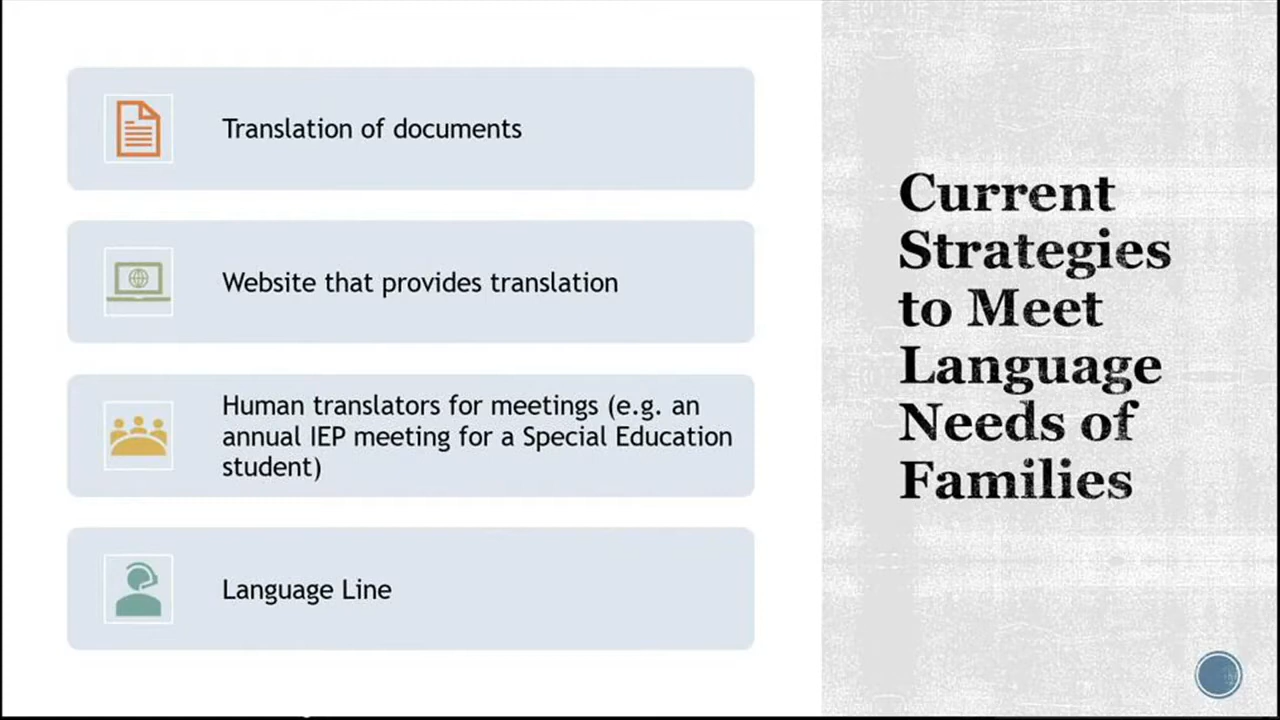 Translation of documents
Website that provides translation
Human translators for meetings (e.g. an
annual IEP meeting for a Special Education
student)
Language Line
Current
Strategies
to Meet
Language
Needs of
Families